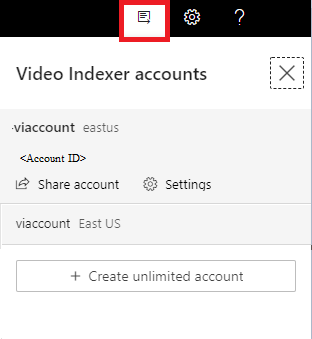 ?
Video Indexer accounts
-viaccount eastus
<Account ID>
Share account Settings
viaccount East US
+ Create unlimited account